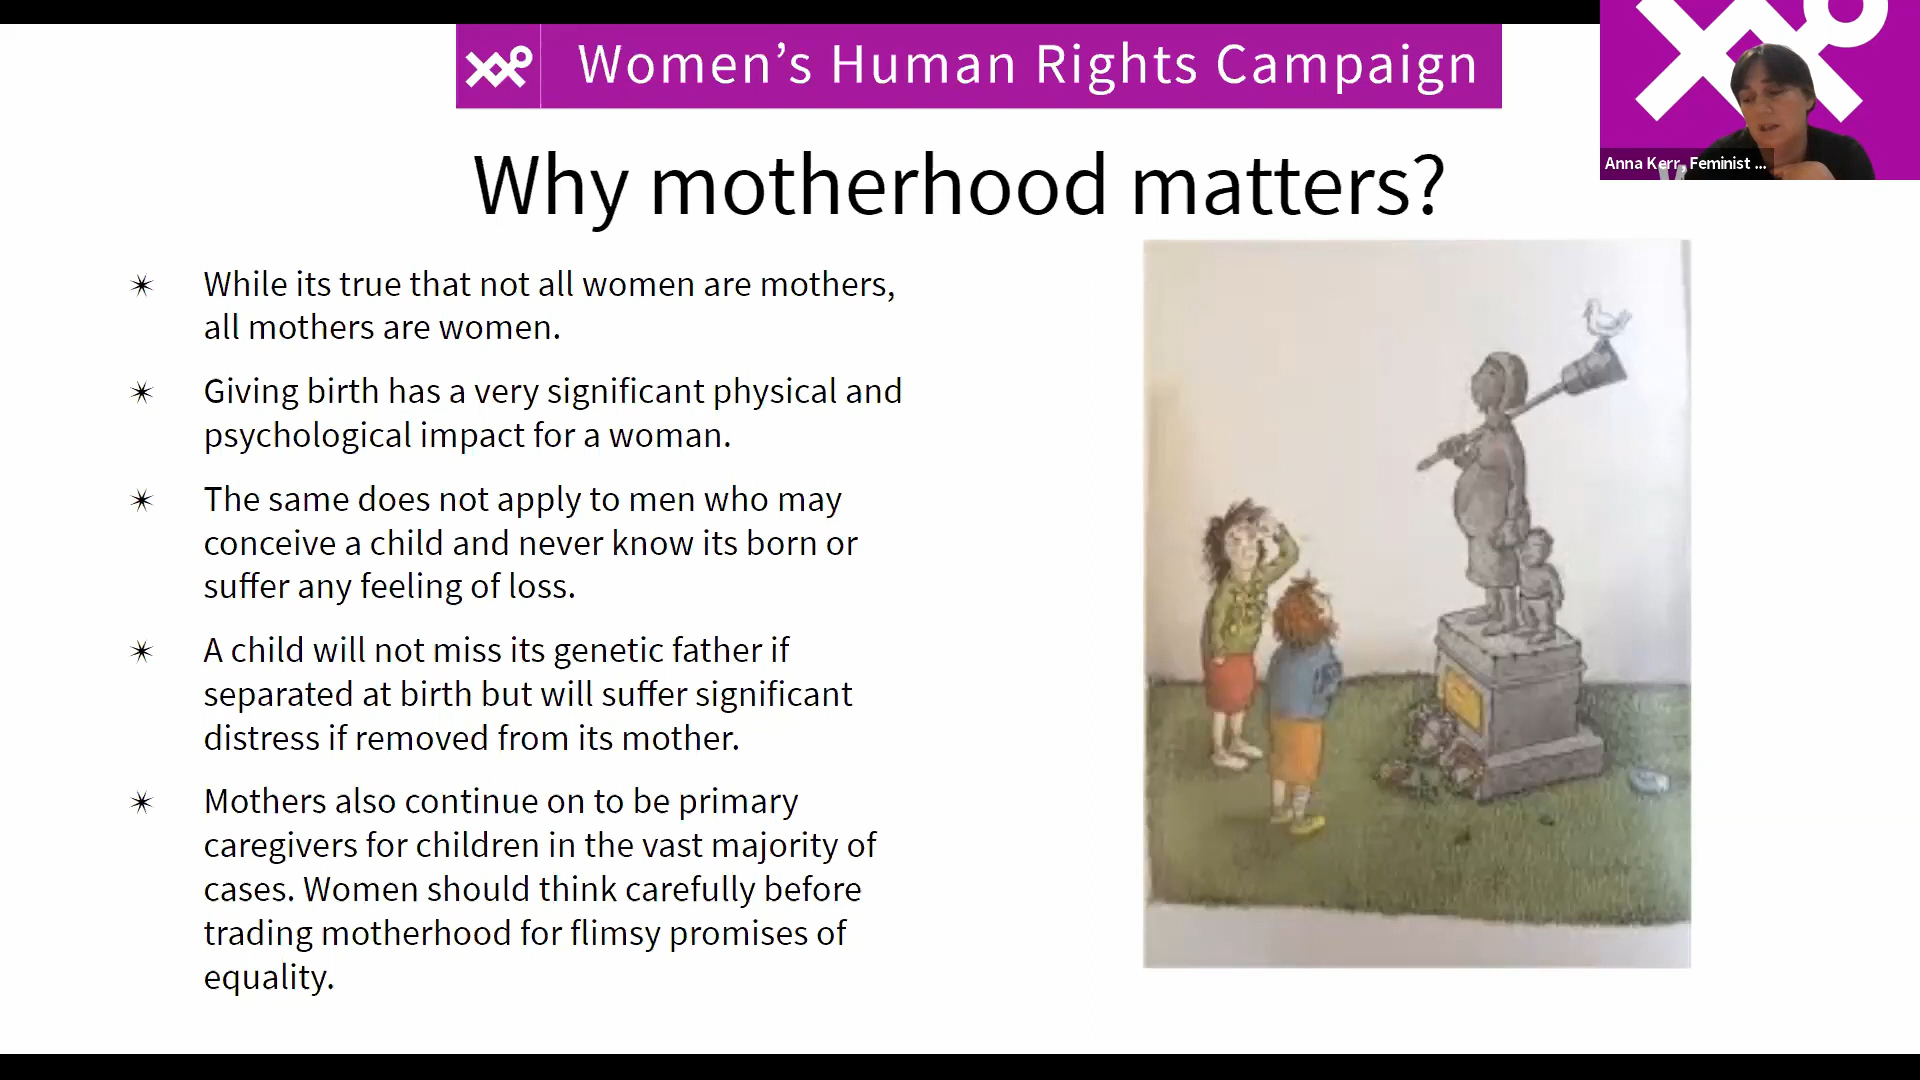 Women's Human Rights Campaign
Anna Kerr, Feminist ...
Why motherhood matters?
While its true that not all women are mothers,
all mothers are women.
Giving birth has a very significant physical and
psychological impact for a woman.
The same does not apply to men who may
conceive a child and never know its born or
suffer any feeling of loss.
A child will not miss its genetic father if
separated at birth but will suffer significant
distress if removed from its mother.
Mothers also continue on to be primary
caregivers for children in the vast majority of
cases. Women should think carefully before
trading motherhood for flimsy promises of
equality.